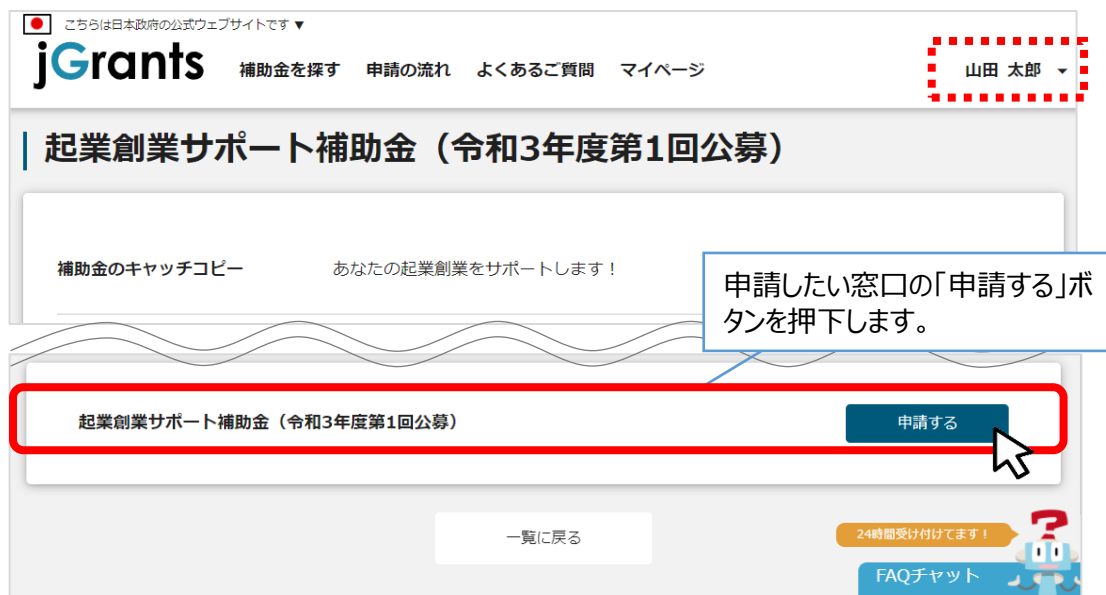 こちらは日本政府の公式ウェブサイトです ▼
jGrants 補助金を探す 申請の流れ よくあるご質問 マイページ 山田 太郎
起業創業サポート補助金（令和3年度第1回公募）
補助金のキャッチコピー あなたの起業創業をサポートします！
申請したい窓口の「申請する」ボ
タンを押下します。
起業創業サポート補助金（令和3年度第1回公募） 申請する
一覧に戻る
24時間受け付けてます！
FAQチャット